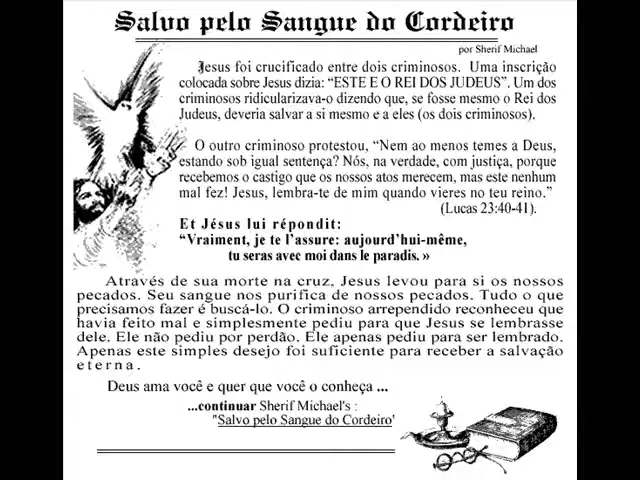 Salvo pelo Sangue do Cordeiro
por Sherif Michael
Jesus foi crucificado entre dois criminosos. Uma inscrição
colocada sobre Jesus dizia: “ESTE E O REI DOS JUDEUS”. Um dos
criminosos ridicularizava-o dizendo que, se fosse mesmo o Rei dos
Judeus, deveria salvar a si mesmo e a eles (os dois criminosos).
O outro criminoso protestou, “Nem ao menos temes a Deus,
estando sob igual sentença? Nós, na verdade, com justiça, porque
recebemos o castigo que os nossos atos merecem, mas este nenhum
mal fez! Jesus, lembra-te de mim quando vieres no teu reino.”
(Lucas 23:40-41).
Et Jésus lui répondit:
“Vraiment, je te l’assure: aujourd’hui-même,
tu seras avec moi dans le paradis. »
Através de sua morte na cruz, Jesus levou para si os nossos
pecados. Seu sangue nos purifica de nossos pecados. Tudo o que
precisamos fazer é buscá-lo. O criminoso arrependido reconheceu que
havia feito mal e simplesmente pediu para que Jesus se lembrasse
dele. Ele não pediu por perdão. Ele apenas pediu para ser lembrado.
Apenas este simples desejo foi suficiente para receber a salvação
eterna.
Deus ama você e quer que você o conheça ...
...continuar Sherif Michael's :
"Salvo pelo Sangue do Cordeiro'